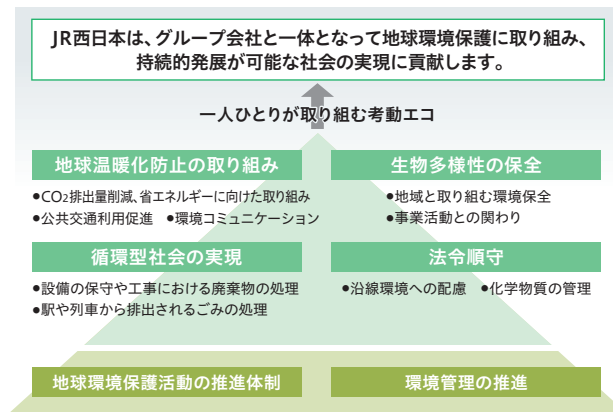 JR西日本は、グループ会社と一体となって地球環境保護に取り組み、
持続的発展が可能な社会の実現に貢献します。
一人ひとりが取り組む考動エコ
地球温暖化防止の取り組み
●CO2排出量削減、省エネルギーに向けた取り組み
●公共交通利用促進 ●環境コミュニケーション
生物多様性の保全
●地域と取り組む環境保全
●事業活動との関わり
循環型社会の実現
●設備の保守や工事における廃棄物の処理
●駅や列車から排出されるごみの処理
法令順守
●沿線環境への配慮 ●化学物質の管理
地球環境保護活動の推進体制
環境管理の推進